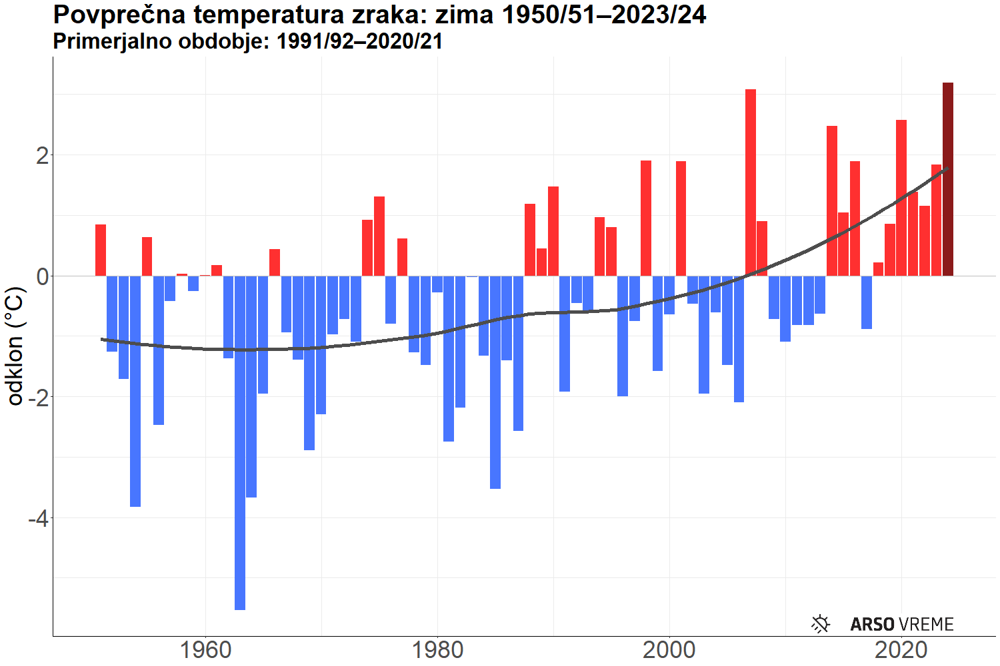 Povprečna temperatura zraka: zima 1950/51–2023/24
Primerjalno obdobje: 1991/92–2020/21
odklon (°C)
2
0
-2
-4
1960
1980
2000
2020
ARSO VREME